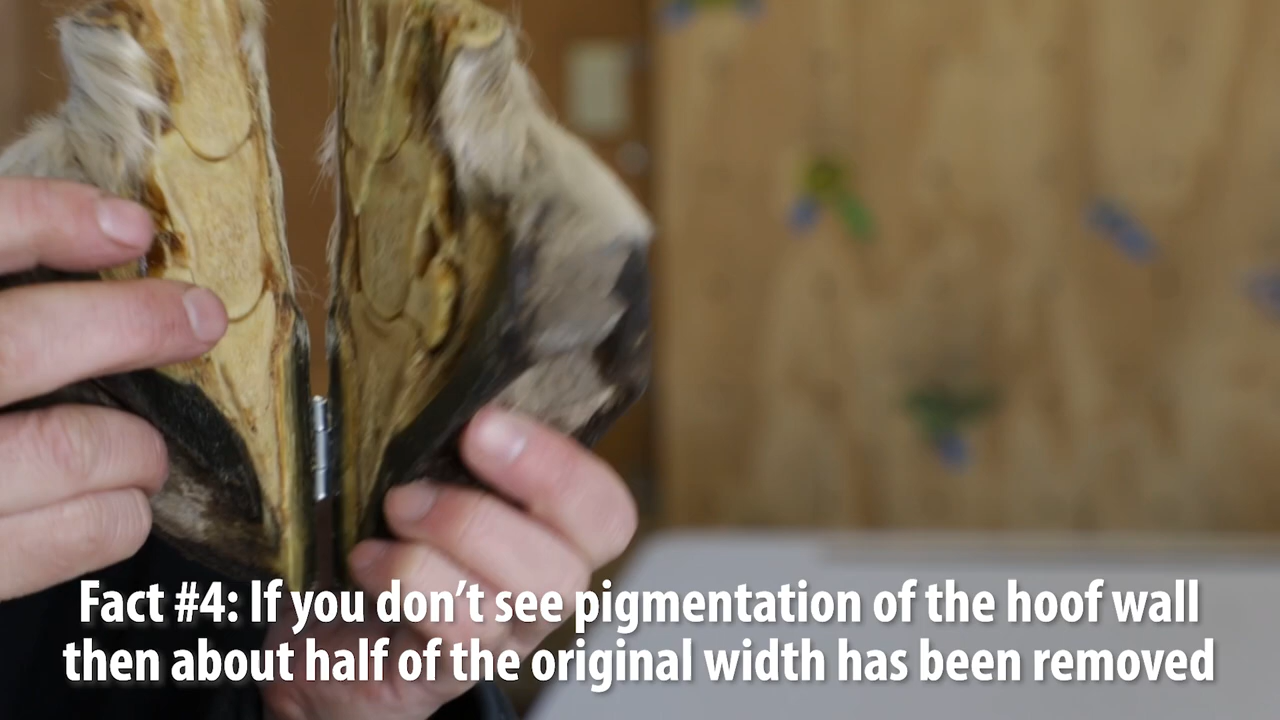 Fact #4: If you don’t see pigmentation of the hoof wall
then about half of the original width has been removed